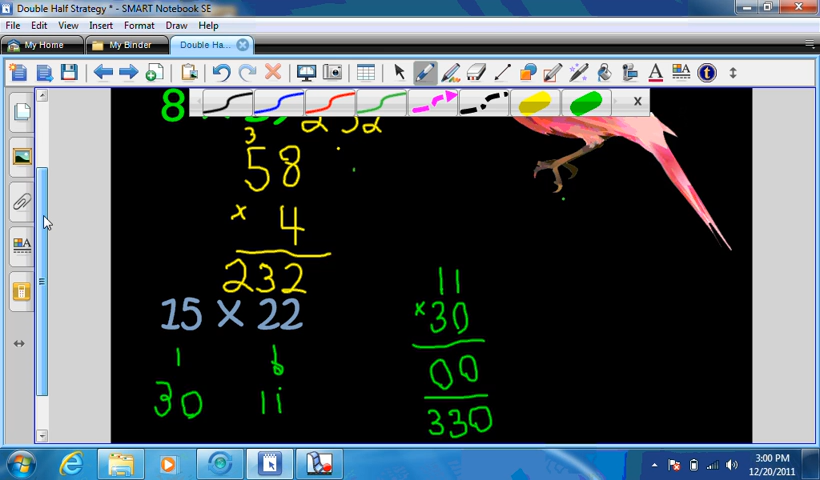 Double Half Strategy * - SMART Notebook SE
File Edit View Insert Format Draw Help
My Home My Binder Double Ha...
8
232
3
58
× 4
232
15 × 22
30 11
11
×30
00
330
3:00 PM
12/20/2011